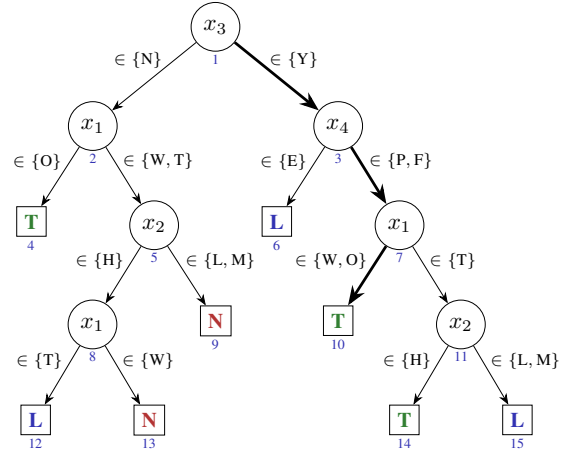 x₃
1
∈ {N} ∈ {Y}
x₁ x₄
2 3
∈ {O} ∈ {W, T} ∈ {E} ∈ {P, F}
T x₂ L x₁
4 5 6 7
∈ {H} ∈ {L, M} ∈ {W, O} ∈ {T}
x₁ N T x₂
8 9 10 11
∈ {T} ∈ {W} ∈ {H} ∈ {L, M}
L N T L
12 13 14 15